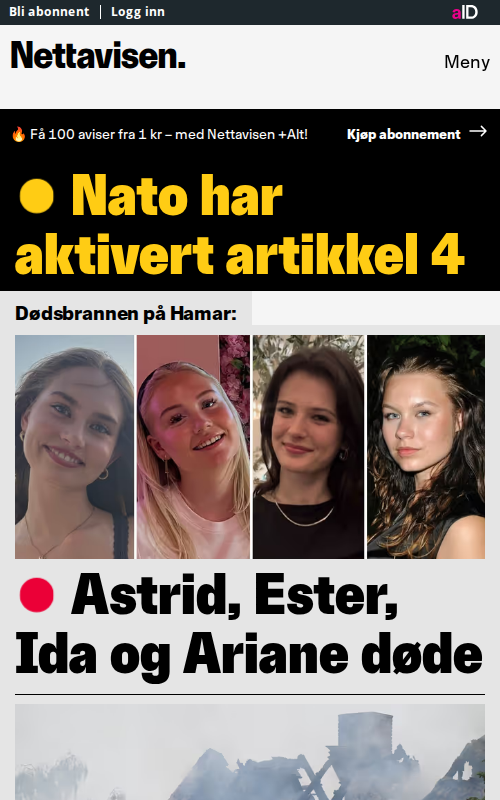 Bli abonnent | Logg inn
aID
Nettavisen.
Meny
🔥 Få 100 aviser fra 1 kr – med Nettavisen +Alt!
Kjøp abonnement →
Nato har
aktivert artikkel 4
Dødsbrannen på Hamar:
Astrid, Ester,
Ida og Ariane døde